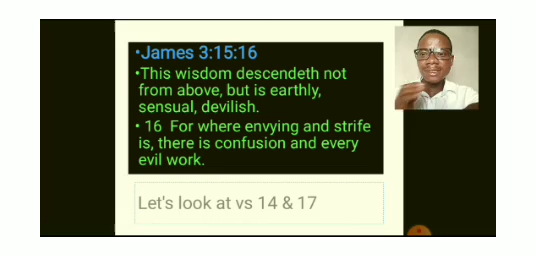 •James 3:15:16
•This wisdom descendeth not
from above, but is earthly,
sensual, devilish.
• 16 For where envying and strife
is, there is confusion and every
evil work.
Let's look at vs 14 & 17